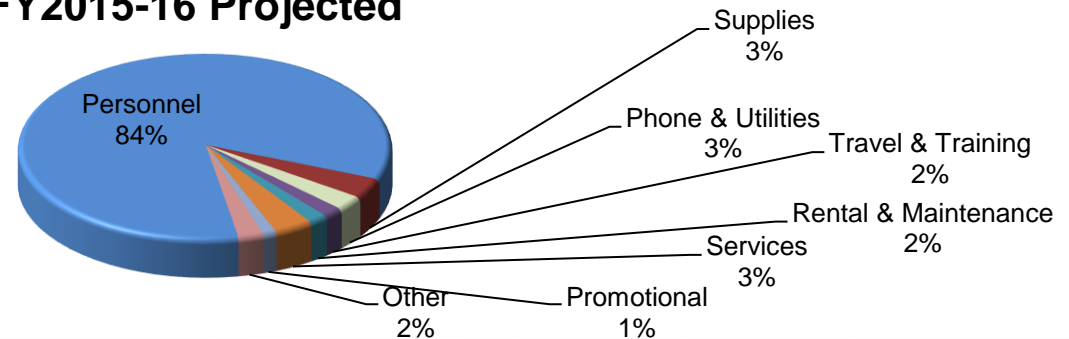 FY2015-16 Projected
Supplies
3%
Personnel
84%
Phone & Utilities
3%
Travel & Training
2%
Rental & Maintenance
2%
Services
3%
Other
2%
Promotional
1%